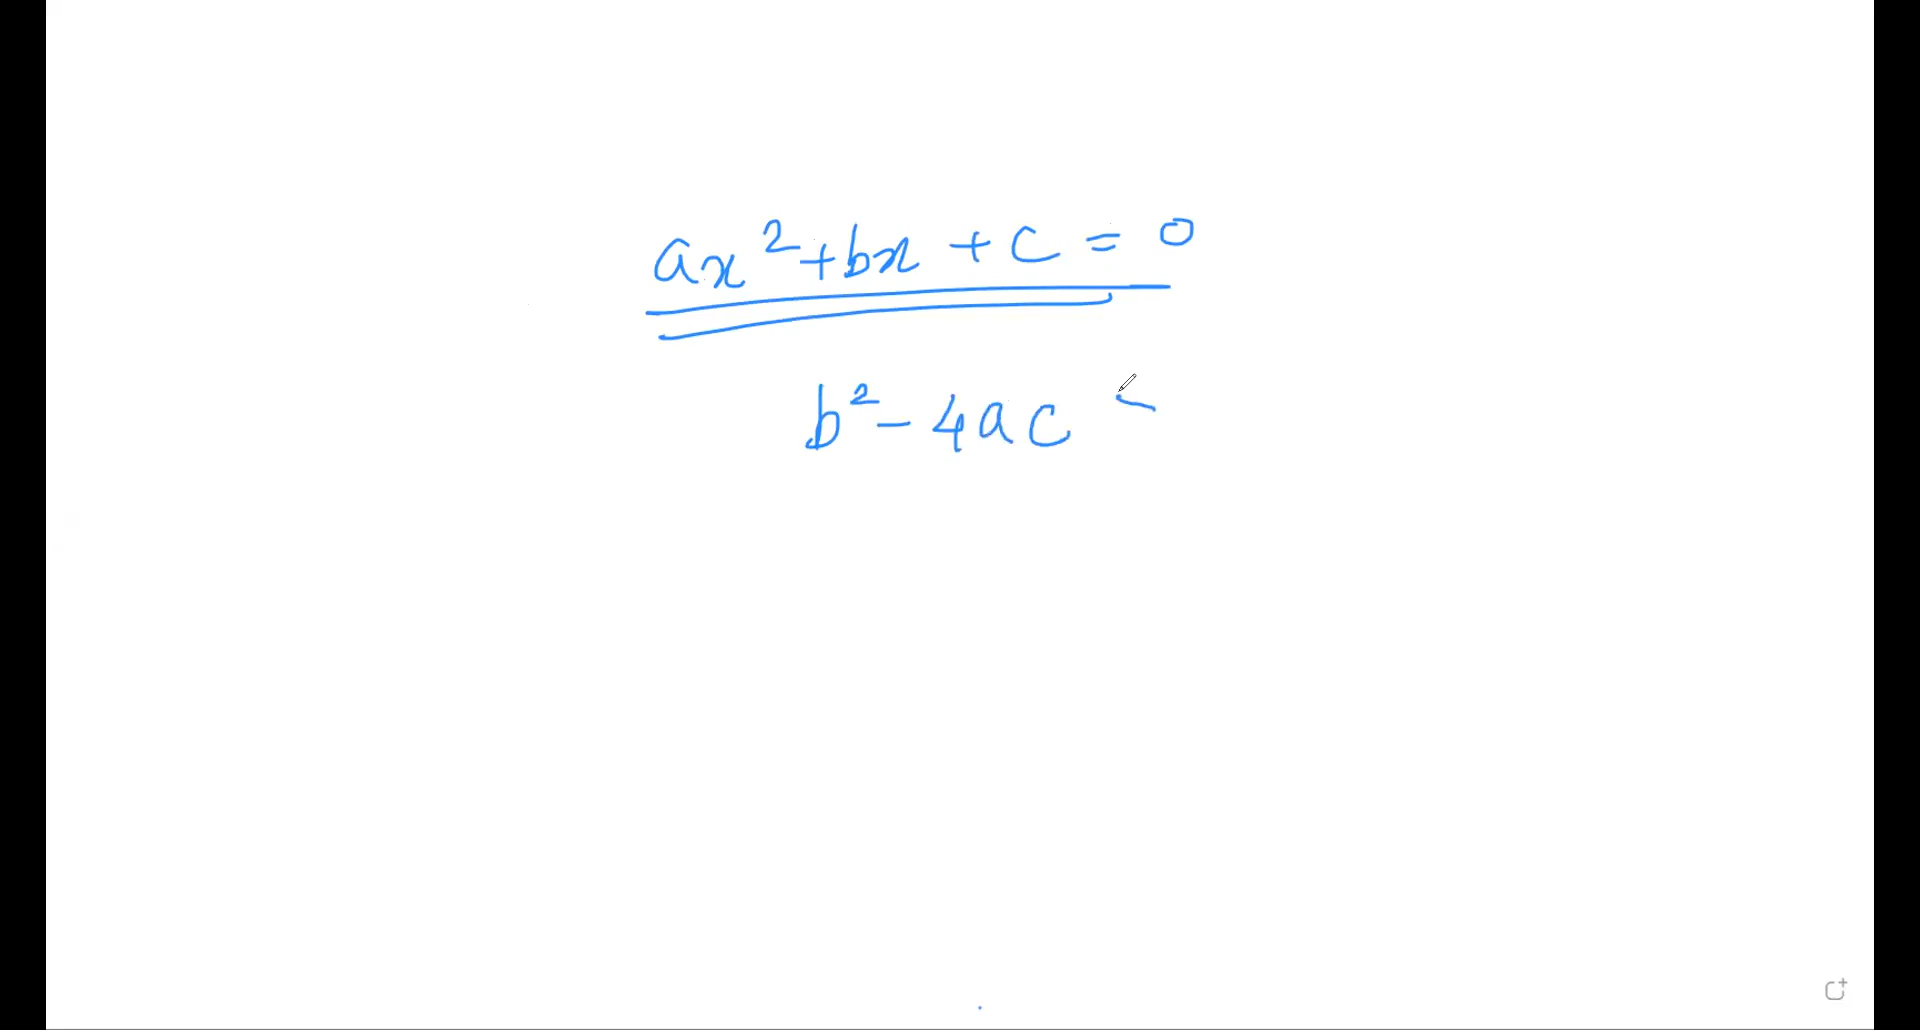 ax²+bx + c = 0
b² - 4ac